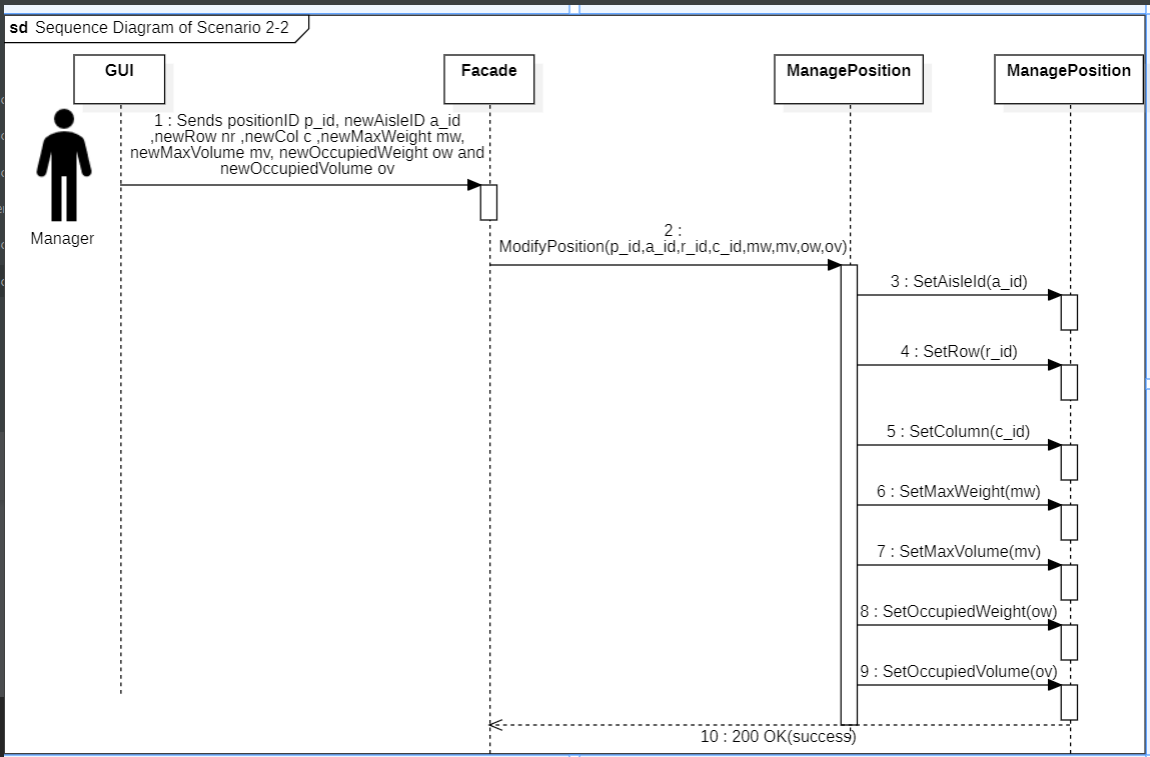 sd Sequence Diagram of Scenario 2-2
GUI
Facade
ManagePosition
ManagePosition
1 : Sends positionID p_id, newAisleID a_id
,newRow nr ,newCol c ,newMaxWeight mw,
newMaxVolume mv, newOccupiedWeight ow and
newOccupiedVolume ov
Manager
2 :
ModifyPosition(p_id,a_id,r_id,c_id,mw,mv,ow,ov)
3 : SetAisleId(a_id)
4 : SetRow(r_id)
5 : SetColumn(c_id)
6 : SetMaxWeight(mw)
7 : SetMaxVolume(mv)
8 : SetOccupiedWeight(ow)
9 : SetOccupiedVolume(ov)
10 : 200 OK(success)